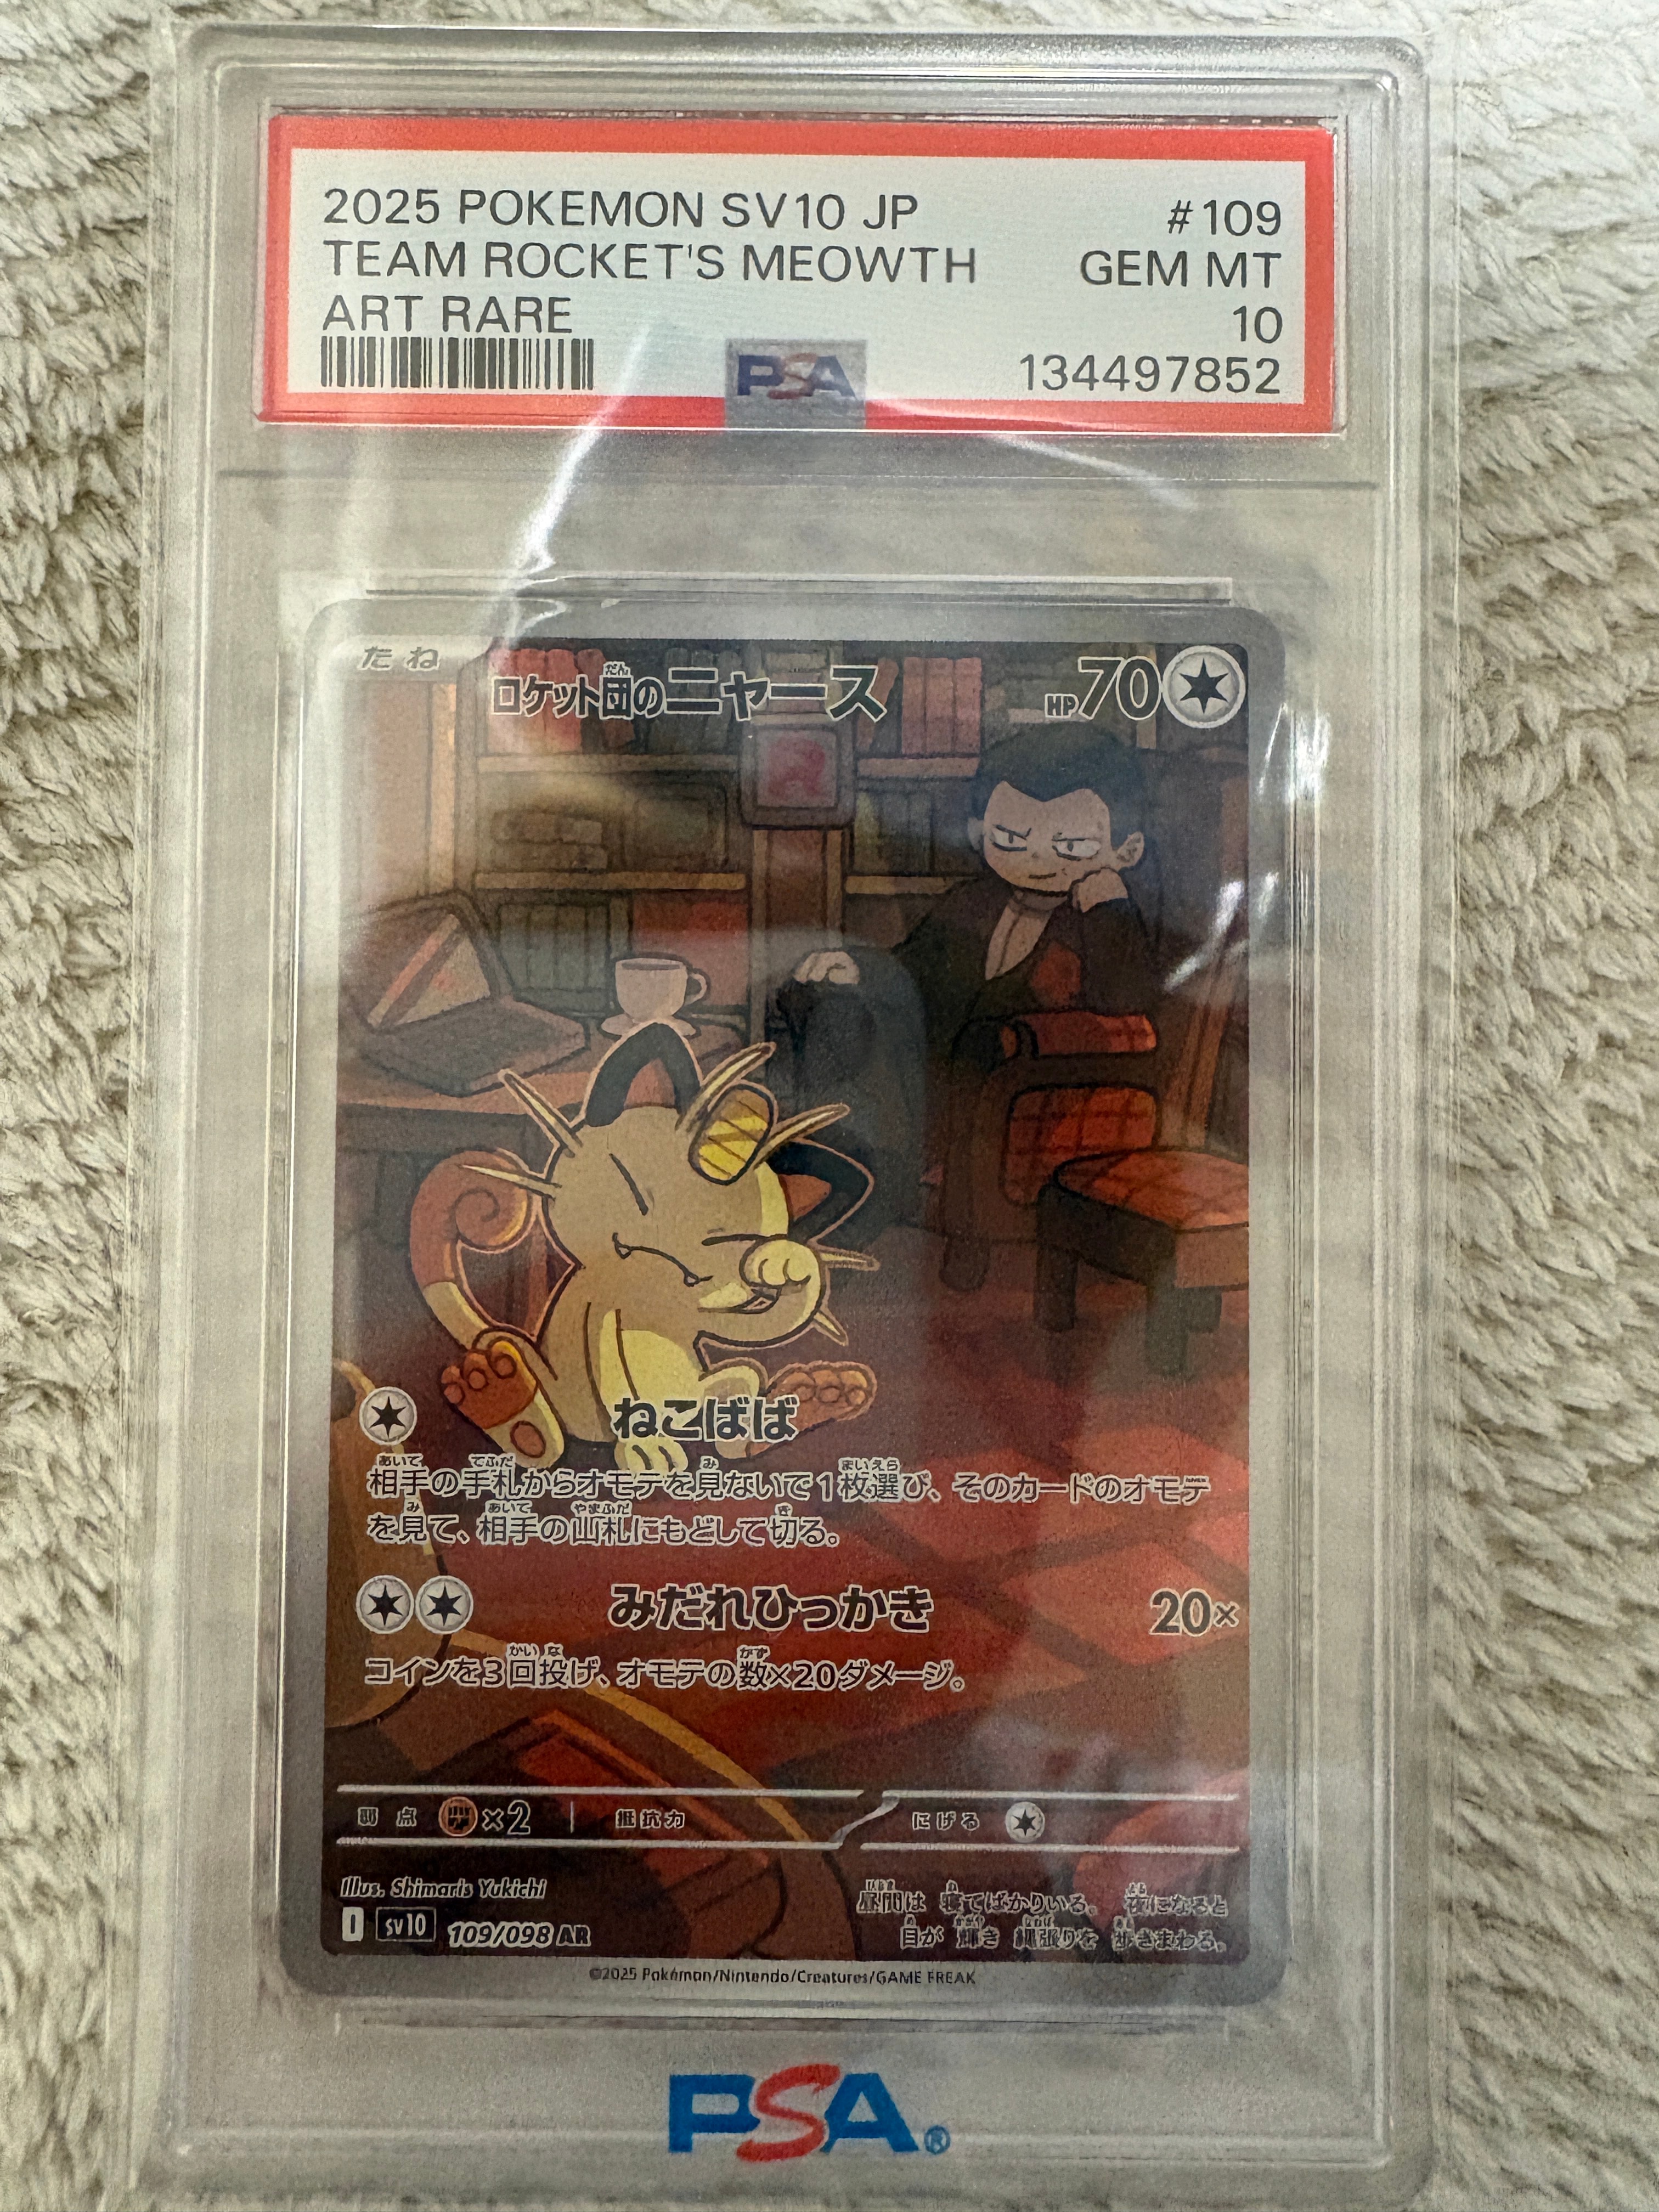 2025 POKEMON SV10 JP #109
TEAM ROCKET'S MEOWTH GEM MT
ART RARE 10
134497852
PSA
たね ロケット団のニャース HP70
だん
ねこばば
相手の手札からオモテを見ないで1枚選び、そのカードのオモテ
を見て、相手の山札にもどして切る。
みだれひっかき 20×
コインを3回投げ、オモテの数×20ダメージ。
弱点 ×2 抵抗力 にげる
Illus. Shimaris Yukichi
昼間は 寝てばかりいる。 夜になると
目が 輝き 縄張りを 歩きまわる。
I sv10 109/098 AR
©2025 Pokémon/Nintendo/Creatures/GAME FREAK
PSA®